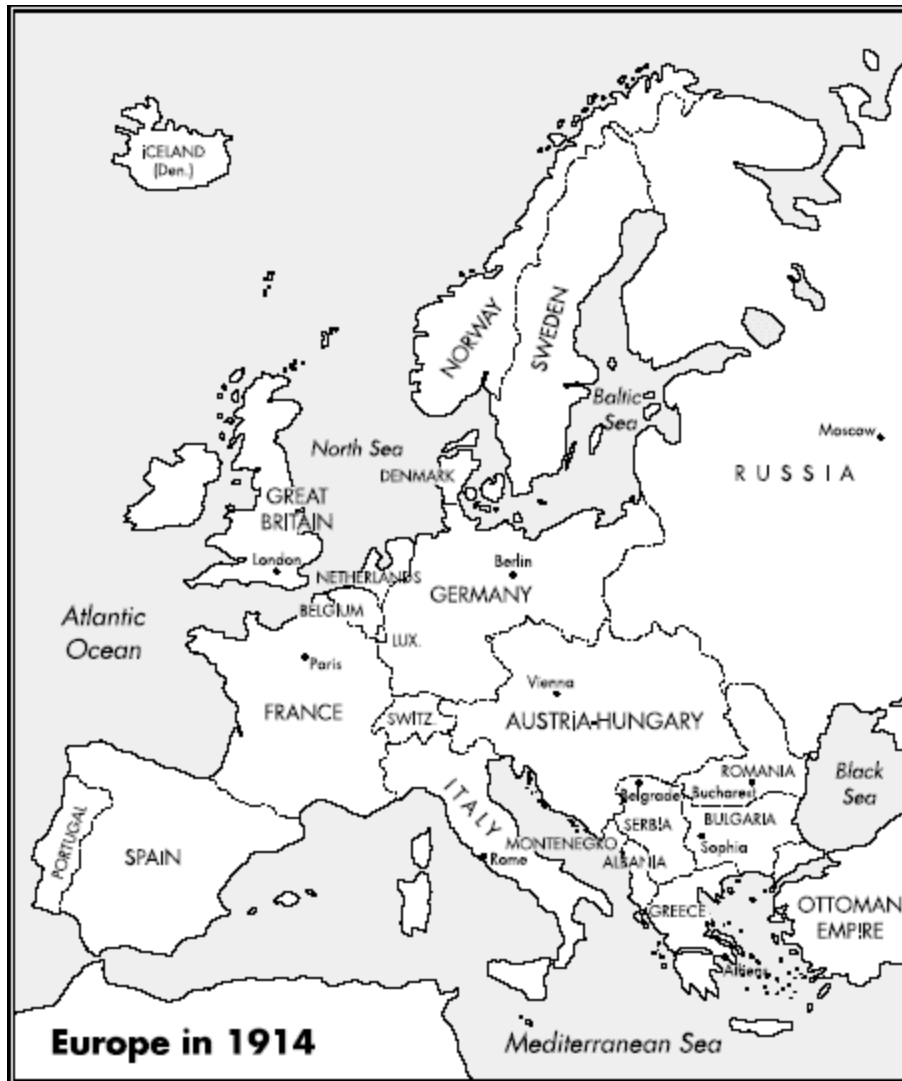 ICELAND
(Den.)
NORWAY
SWEDEN
Baltic
Sea
Moscow
RUSSIA
North Sea
DENMARK
GREAT
BRITAIN
London
NETHERLANDS
Berlin
GERMANY
BELGIUM
Atlantic
Ocean
LUX.
Paris
Vienna
FRANCE
SWITZ.
AUSTRIA-HUNGARY
ROMANIA
Black
Sea
Belgrade
Bucharest
ITALY
SERBIA
BULGARIA
MONTENEGRO
Sophia
PORTUGAL
SPAIN
Rome
ALBANIA
GREECE
OTTOMAN
EMPIRE
Athens
Europe in 1914
Mediterranean Sea